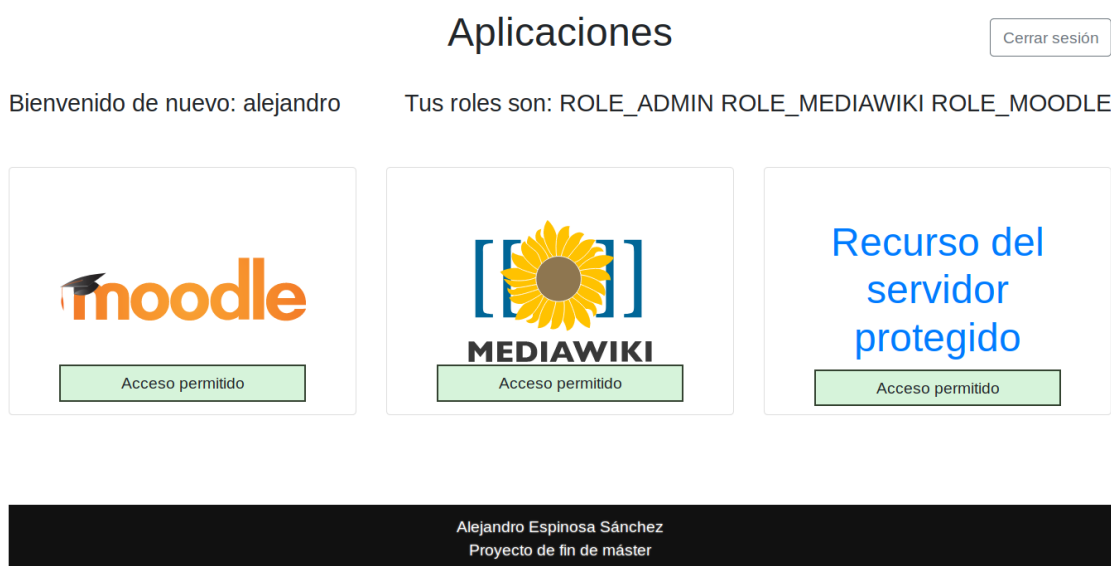 Aplicaciones
Cerrar sesión
Bienvenido de nuevo: alejandro
Tus roles son: ROLE_ADMIN ROLE_MEDIAWIKI ROLE_MOODLE
moodle
Acceso permitido
[[ ]]
MEDIAWIKI
Acceso permitido
Recurso del
servidor
protegido
Acceso permitido
Alejandro Espinosa Sánchez
Proyecto de fin de máster